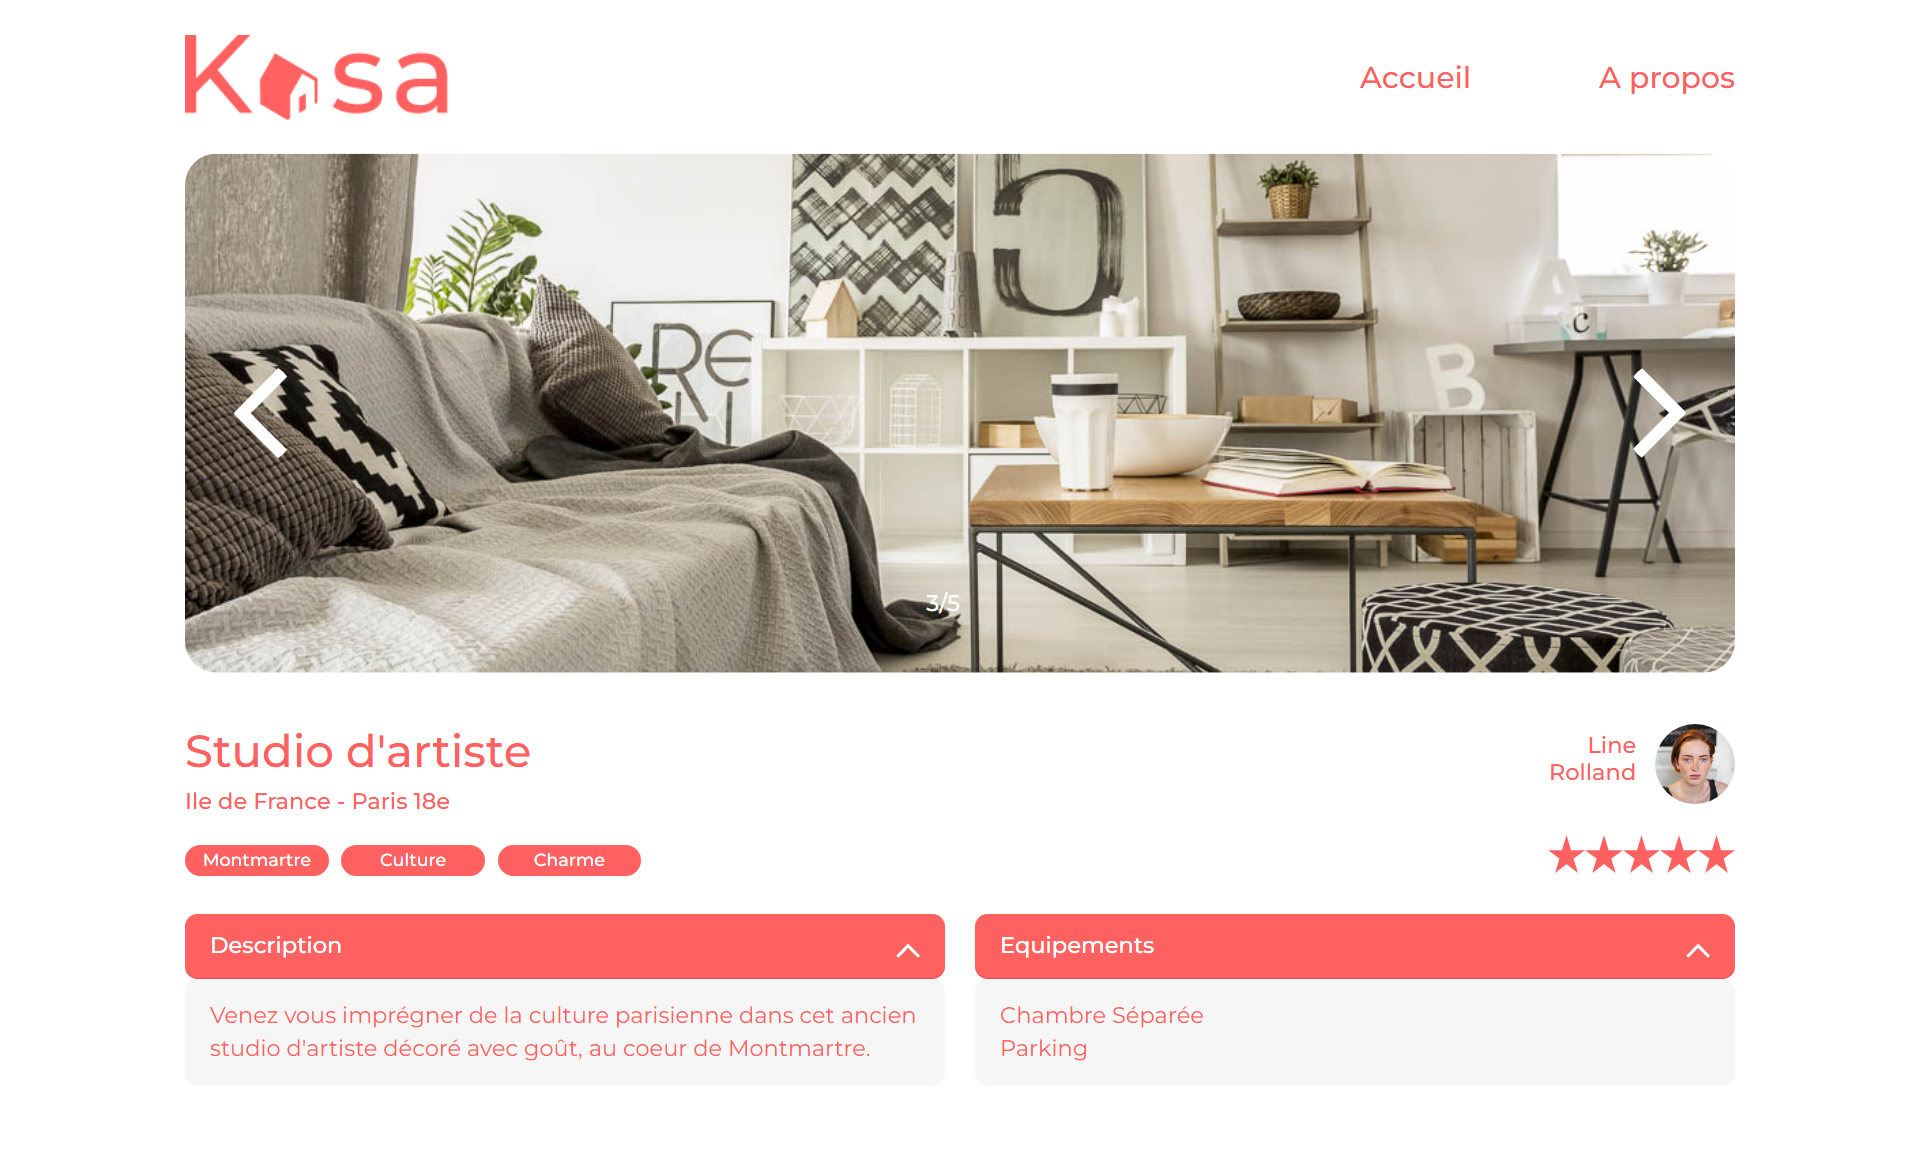 Kasa
Accueil
A propos
RE
C
B
3/5
Studio d'artiste
Ile de France - Paris 18e
Line
Rolland
Montmartre
Culture
Charme
Description
Equipements
Venez vous imprégner de la culture parisienne dans cet ancien
studio d'artiste décoré avec goût, au coeur de Montmartre.
Chambre Séparée
Parking